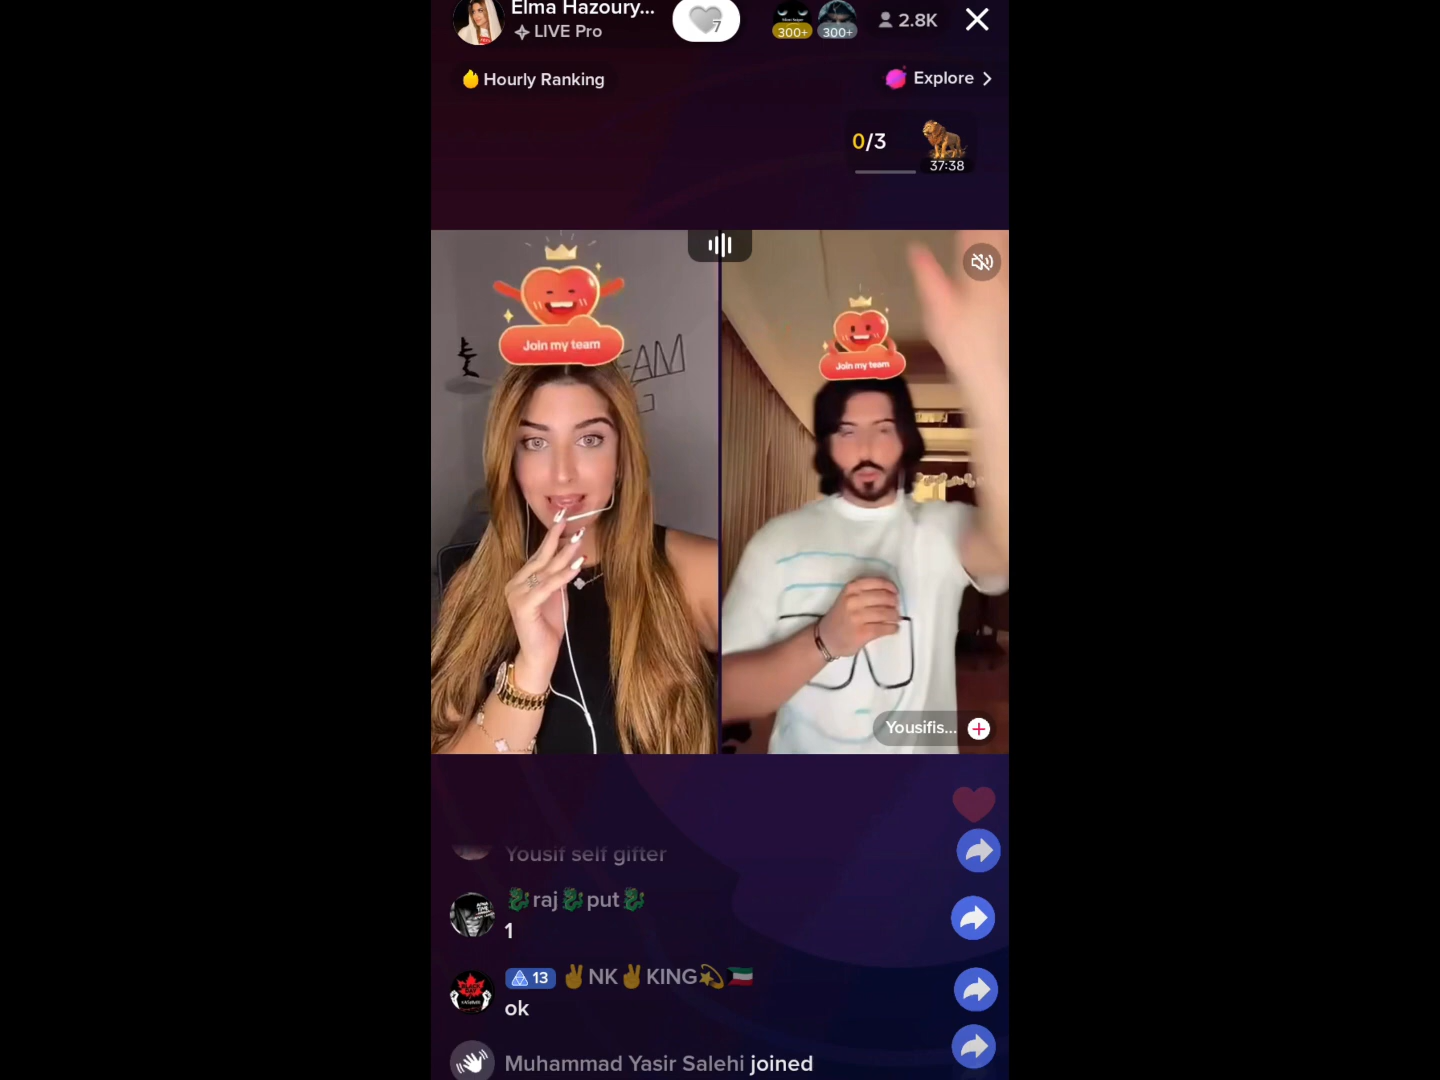 Elma Hazoury...
LIVE Pro
7
300+
300+
2.8K
Hourly Ranking
Explore
0/3
37:38
Join my team
Join my team
Yousifis...
Yousif self gifter
🐉raj🐉put🐉
1
13 ✌NK✌KING💫🇰🇼
ok
Muhammad Yasir Salehi joined